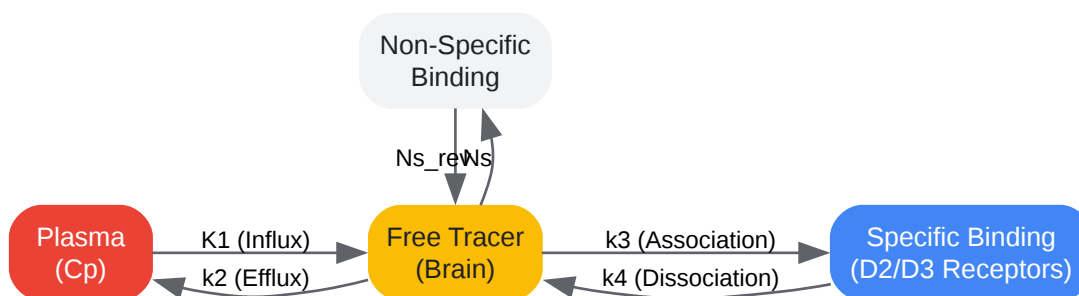 Non-Specific
Binding
Ns_rev
Ns
Plasma
(Cp)
K1 (Influx)
k2 (Efflux)
Free Tracer
(Brain)
k3 (Association)
k4 (Dissociation)
Specific Binding
(D2/D3 Receptors)